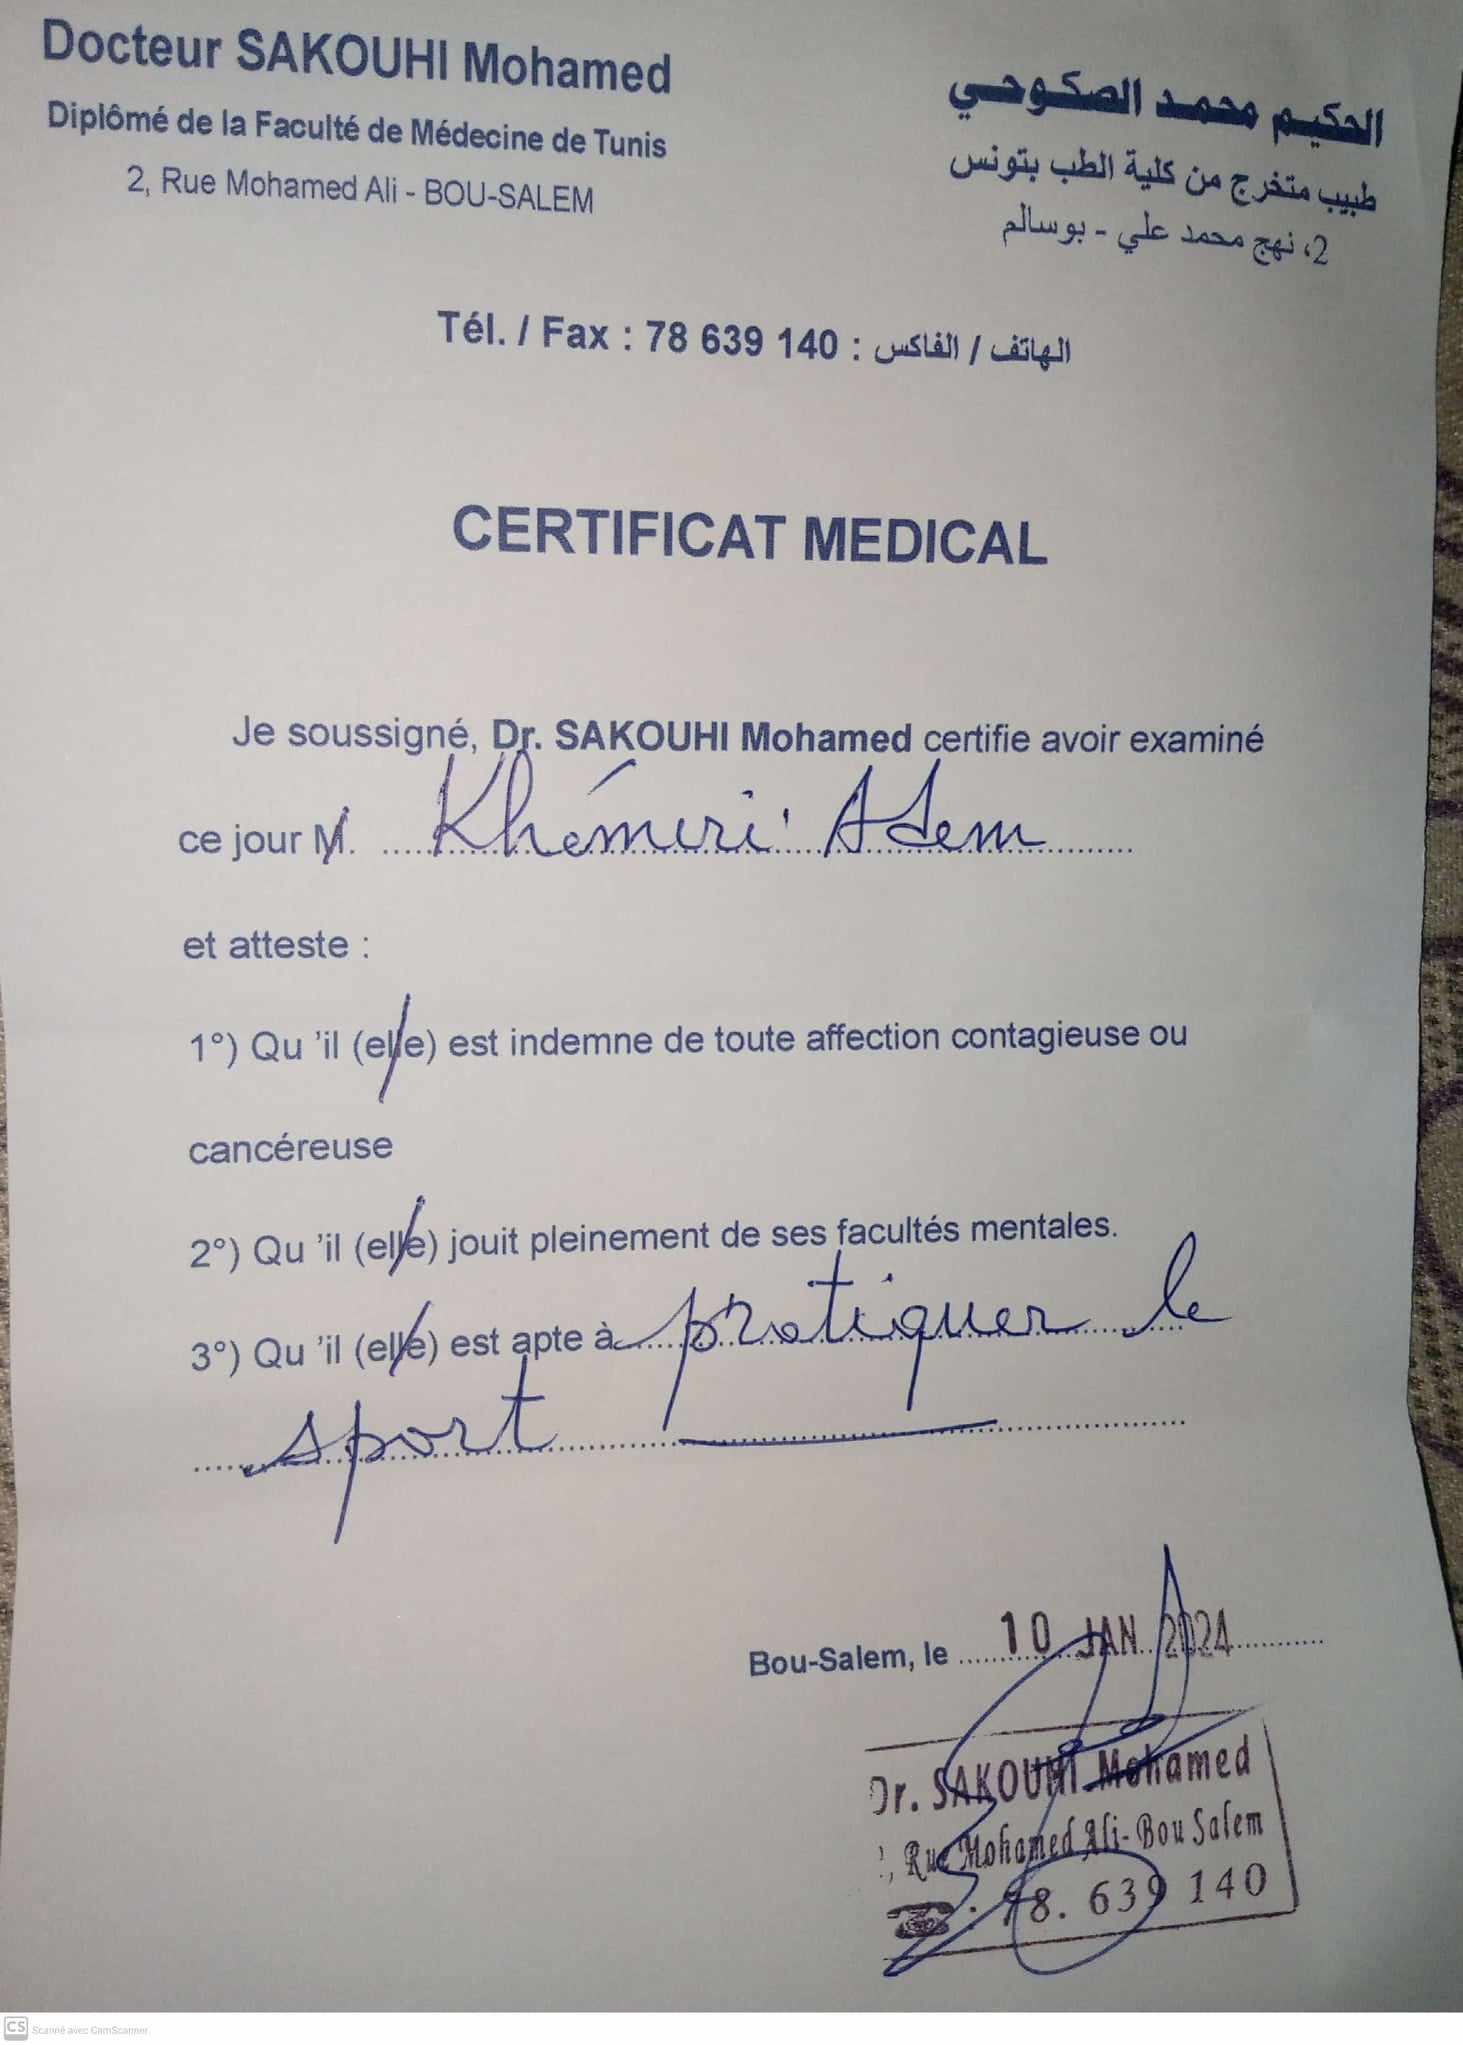 Docteur SAKOUHI Mohamed
Diplômé de la Faculté de Médecine de Tunis
2, Rue Mohamed Ali - BOU-SALEM
الحكيم محمد الصكوحي
طبيب متخرج من كلية الطب بتونس
2، نهج محمد علي - بوسالم
Tél. / Fax : 78 639 140 : الهاتف / الفاكس
CERTIFICAT MEDICAL
Je soussigné, Dr. SAKOUHI Mohamed certifie avoir examiné
ce jour M. Khémiri Adem
et atteste :
1°) Qu 'il (elle) est indemne de toute affection contagieuse ou
cancéreuse
2°) Qu 'il (elle) jouit pleinement de ses facultés mentales.
3°) Qu 'il (elle) est apte à pratiquer le
sport
Bou-Salem, le 10 JAN 2024
Dr. SAKOUHI Mohamed
, Rue Mohamed Ali-Bou Salem
: 78. 639 140
CS Scanné avec CamScanner